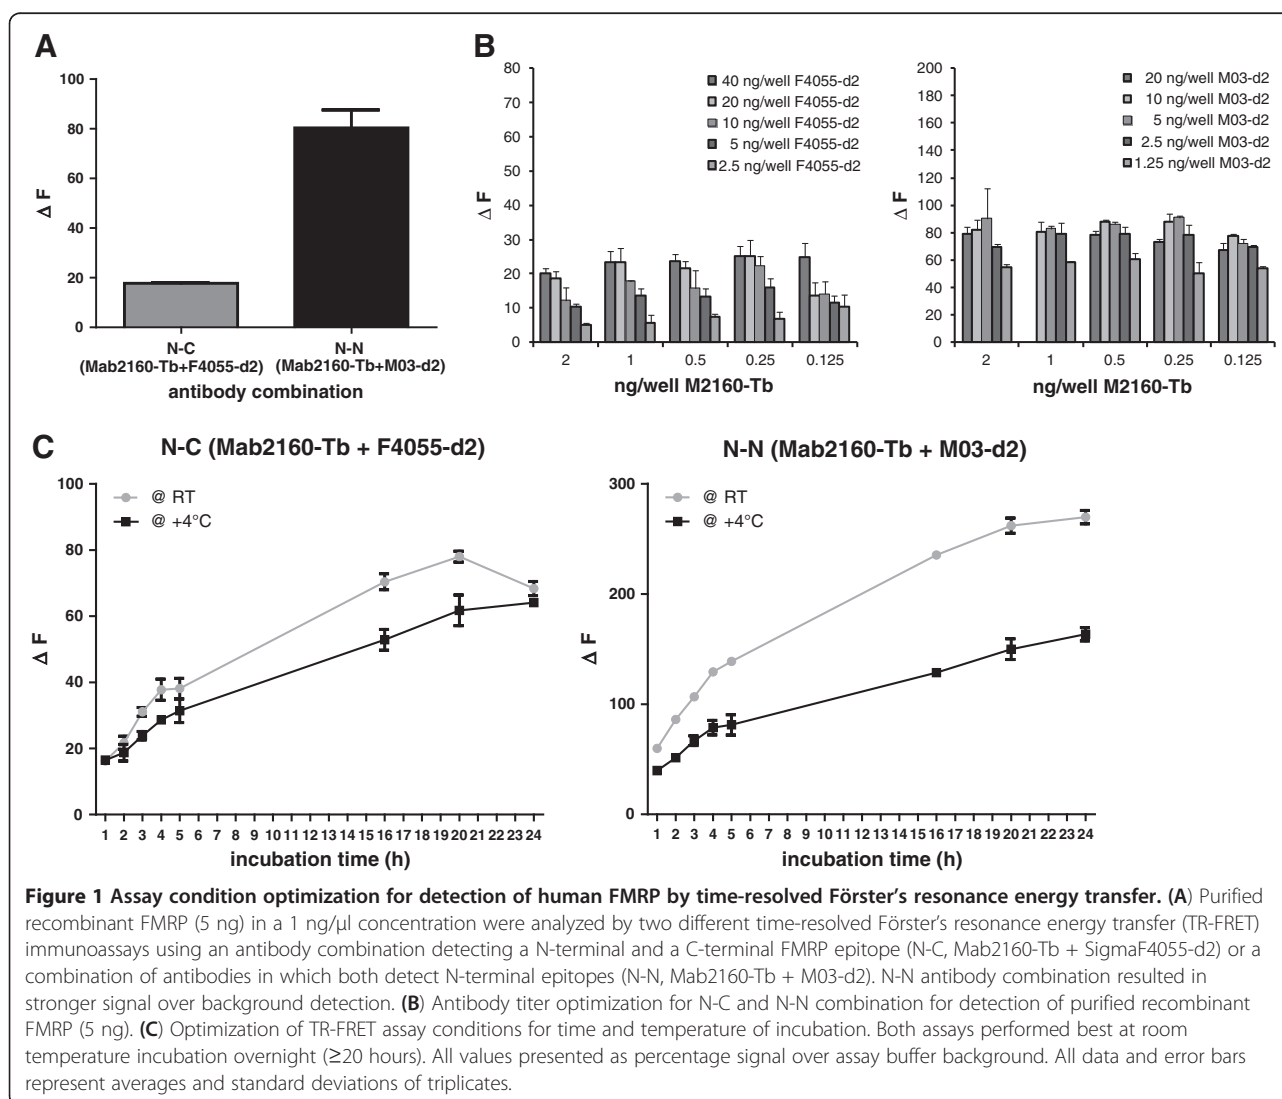 A
100
80
60
40
20
0
Δ F
N-C
(Mab2160-Tb+F4055-d2)
N-N
(Mab2160-Tb+M03-d2)
antibody combination
B
80
70
60
50
40
30
20
10
0
Δ F
40 ng/well F4055-d2
20 ng/well F4055-d2
10 ng/well F4055-d2
5 ng/well F4055-d2
2.5 ng/well F4055-d2
2 1 0.5 0.25 0.125
ng/well M2160-Tb
200
180
160
140
120
100
80
60
40
20
0
Δ F
20 ng/well M03-d2
10 ng/well M03-d2
5 ng/well M03-d2
2.5 ng/well M03-d2
1.25 ng/well M03-d2
2 1 0.5 0.25 0.125
ng/well M2160-Tb
C
N-C (Mab2160-Tb + F4055-d2)
100
80
60
40
20
0
Δ F
@ RT
@ +4°C
1 2 3 4 5 6 7 8 9 10 11 12 13 14 15 16 17 18 19 20 21 22 23 24
incubation time (h)
N-N (Mab2160-Tb + M03-d2)
300
200
100
0
Δ F
@ RT
@ +4°C
1 2 3 4 5 6 7 8 9 10 11 12 13 14 15 16 17 18 19 20 21 22 23 24
incubation time (h)
Figure 1 Assay condition optimization for detection of human FMRP by time-resolved Förster's resonance energy transfer. (A) Purified
recombinant FMRP (5 ng) in a 1 ng/μl concentration were analyzed by two different time-resolved Förster's resonance energy transfer (TR-FRET)
immunoassays using an antibody combination detecting a N-terminal and a C-terminal FMRP epitope (N-C, Mab2160-Tb + SigmaF4055-d2) or a
combination of antibodies in which both detect N-terminal epitopes (N-N, Mab2160-Tb + M03-d2). N-N antibody combination resulted in
stronger signal over background detection. (B) Antibody titer optimization for N-C and N-N combination for detection of purified recombinant
FMRP (5 ng). (C) Optimization of TR-FRET assay conditions for time and temperature of incubation. Both assays performed best at room
temperature incubation overnight (≥20 hours). All values presented as percentage signal over assay buffer background. All data and error bars
represent averages and standard deviations of triplicates.